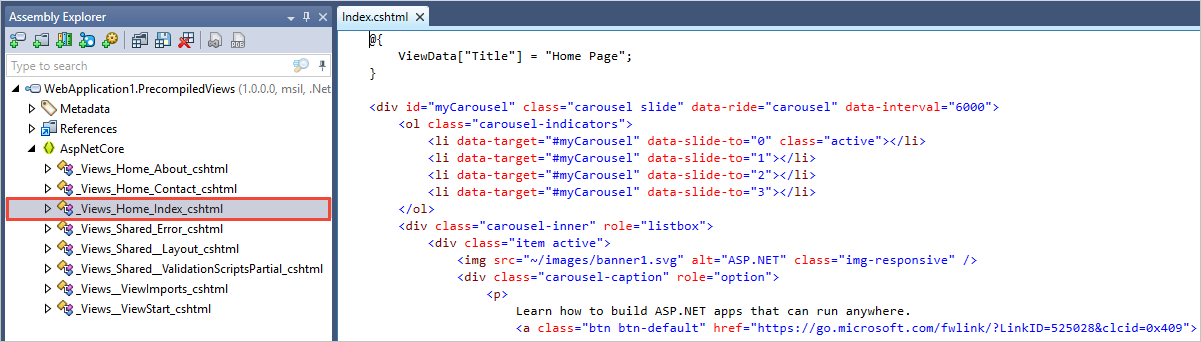 Assembly Explorer
Type to search
WebApplication1.PrecompiledViews (1.0.0.0, msil, .Net
Metadata
References
AspNetCore
_Views_Home_About_cshtml
_Views_Home_Contact_cshtml
_Views_Home_Index_cshtml
_Views_Shared_Error_cshtml
_Views_Shared__Layout_cshtml
_Views_Shared__ValidationScriptsPartial_cshtml
_Views__ViewImports_cshtml
_Views__ViewStart_cshtml
Index.cshtml
@{
ViewData["Title"] = "Home Page";
}
<div id="myCarousel" class="carousel slide" data-ride="carousel" data-interval="6000">
<ol class="carousel-indicators">
<li data-target="#myCarousel" data-slide-to="0" class="active"></li>
<li data-target="#myCarousel" data-slide-to="1"></li>
<li data-target="#myCarousel" data-slide-to="2"></li>
<li data-target="#myCarousel" data-slide-to="3"></li>
</ol>
<div class="carousel-inner" role="listbox">
<div class="item active">
<img src="~/images/banner1.svg" alt="ASP.NET" class="img-responsive" />
<div class="carousel-caption" role="option">
<p>
Learn how to build ASP.NET apps that can run anywhere.
<a class="btn btn-default" href="https://go.microsoft.com/fwlink/?LinkID=525028&clcid=0x409">